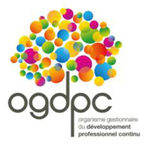 ogdpc
organisme gestionnaire
du développement
professionnel continu